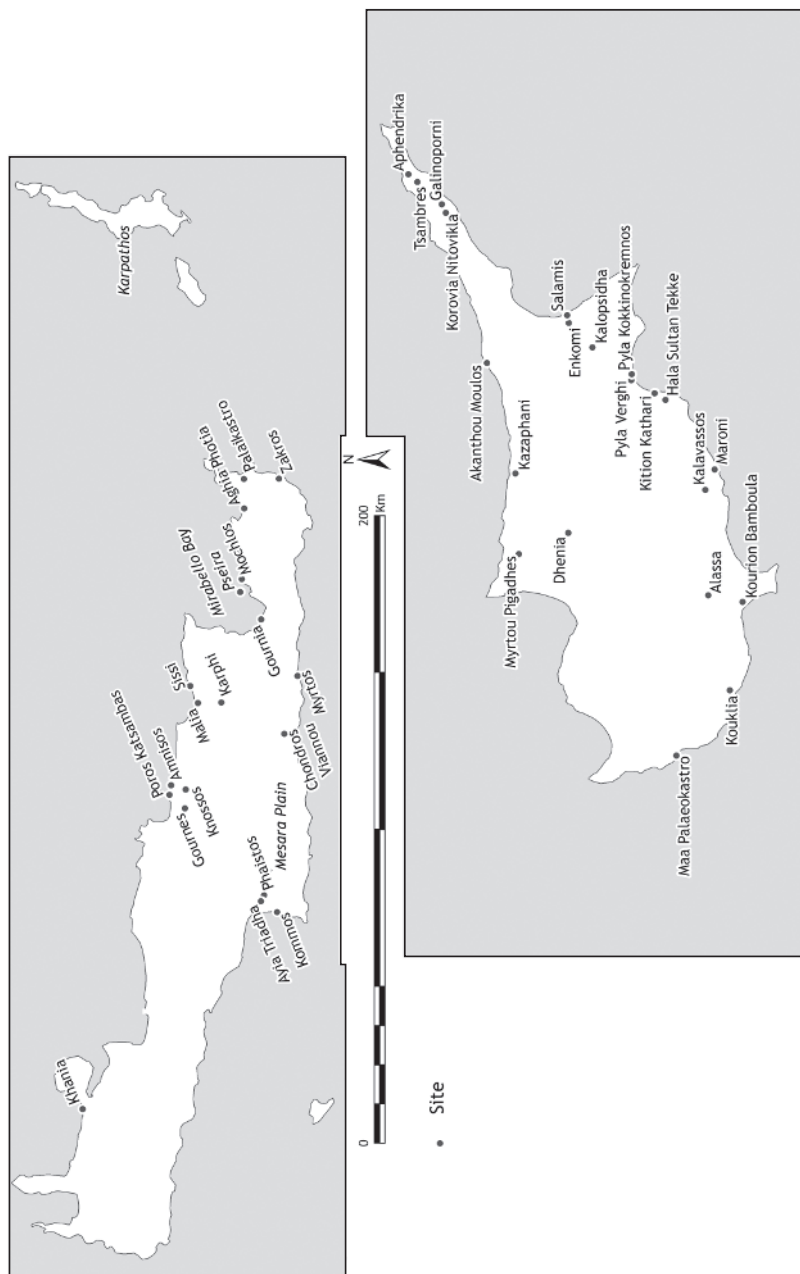 Khania
Ayia Triadha
Phaistos
Kommos
Mesara Plain
Gournes
Knossos
Poros Katsambas
Amnisos
Malia
Sissi
Karphi
Chondros
Viannou
Myrtos
Gournia
Mirabello Bay
Pseira
Mochlos
Aghia Photia
Palaikastro
Zakros
Karpathos
N
0
200
Km
Site
Aphendrika
Tsambres
Galinoporni
Korovia Nitovikla
Akanthou Moulos
Kazaphani
Myrtou Pigadhes
Dhenia
Salamis
Enkomi
Kalopsidha
Pyla Verghi
Pyla Kokkinokremnos
Kition Kathari
Hala Sultan Tekke
Kalavassos
Maroni
Alassa
Kourion Bamboula
Kouklia
Maa Palaeokastro